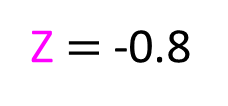 Z = -0.8